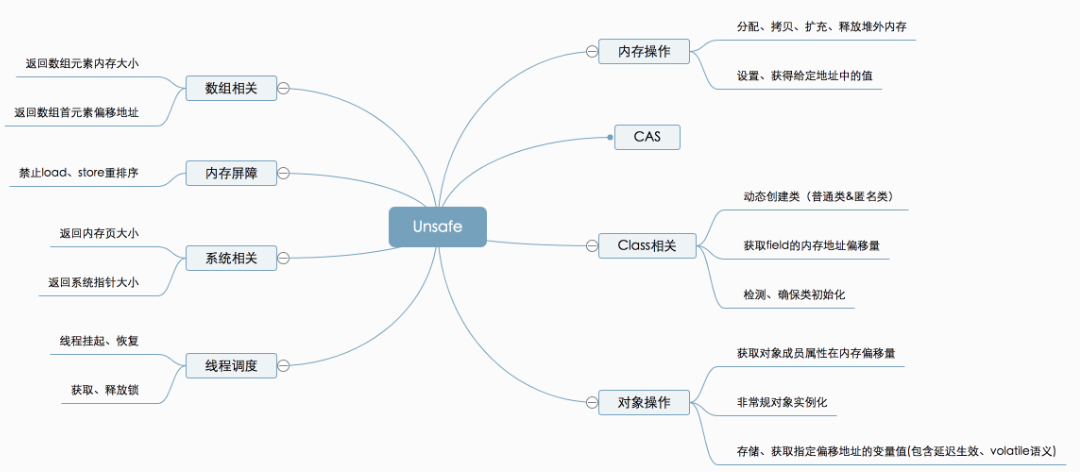 Unsafe
内存操作
分配、拷贝、扩充、释放堆外内存
设置、获得给定地址中的值
CAS
Class相关
动态创建类（普通类&匿名类）
获取field的内存地址偏移量
检测、确保类初始化
对象操作
获取对象成员属性在内存偏移量
非常规对象实例化
存储、获取指定偏移地址的变量值(包含延迟生效、volatile语义)
数组相关
返回数组元素内存大小
返回数组首元素偏移地址
内存屏障
禁止load、store重排序
系统相关
返回内存页大小
返回系统指针大小
线程调度
线程挂起、恢复
获取、释放锁